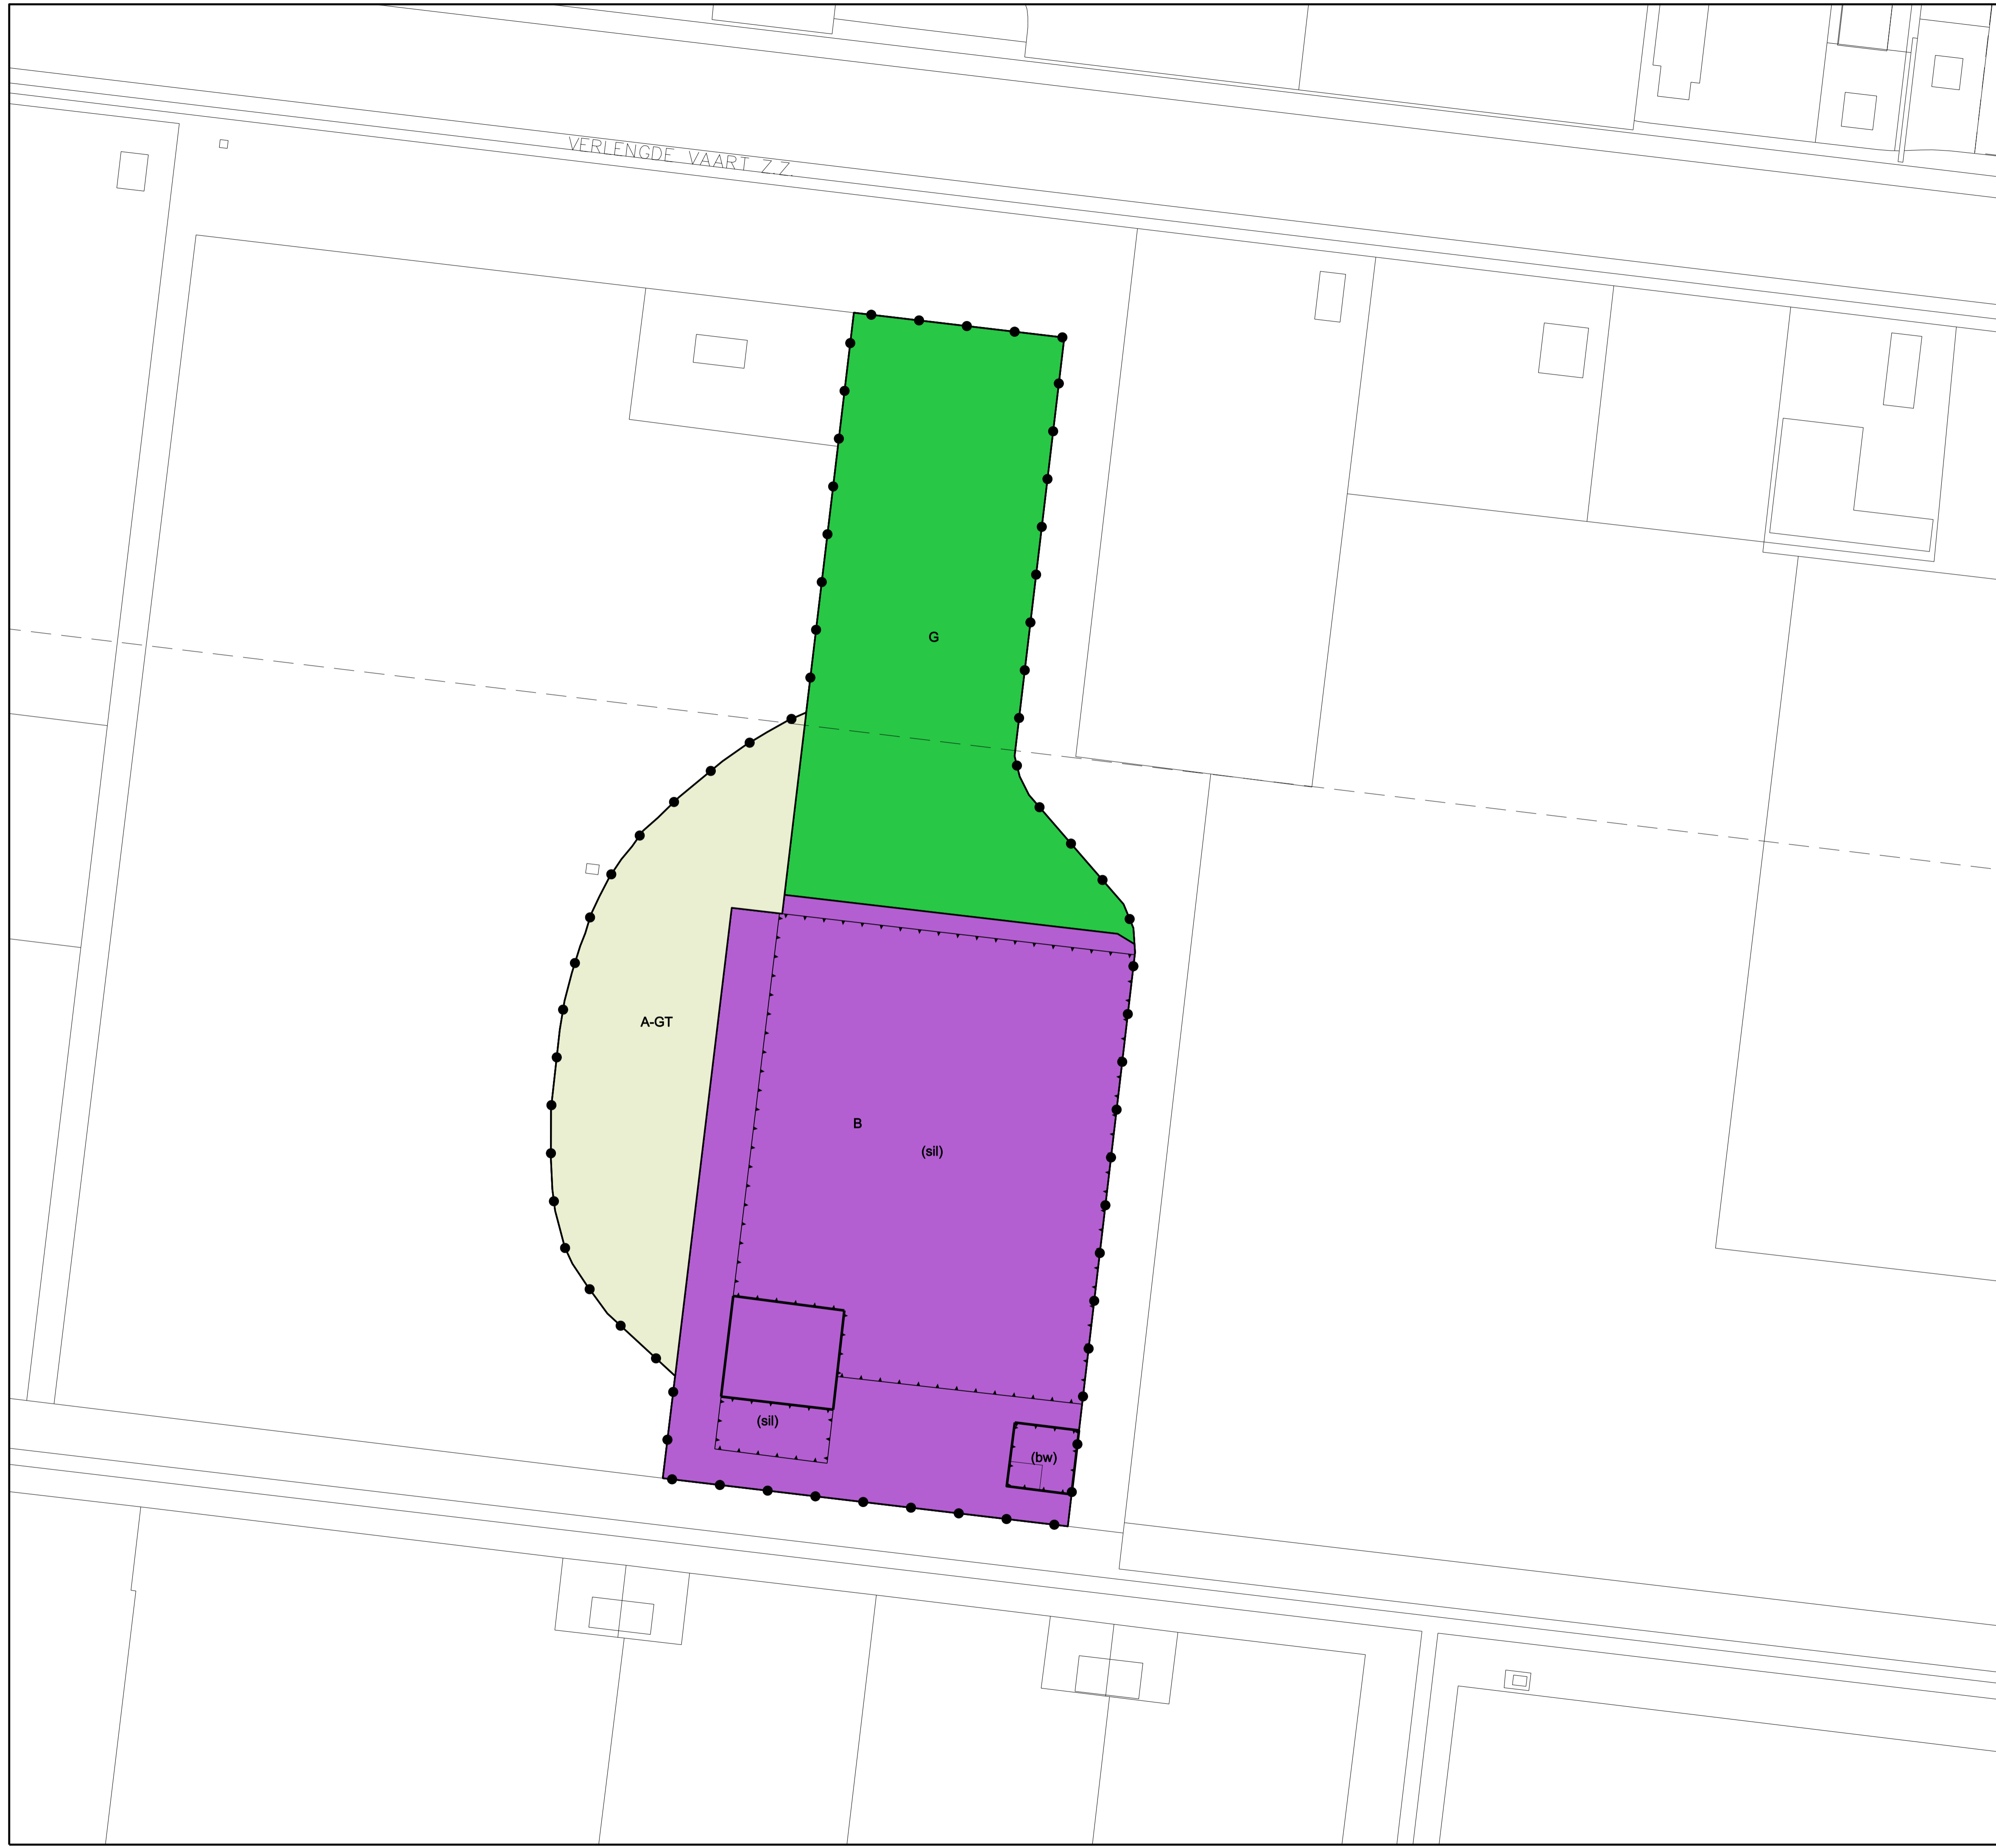 VERLENGDE VAART Z.Z.
G
A-GT
B
(sil)
(sil)
(bw)